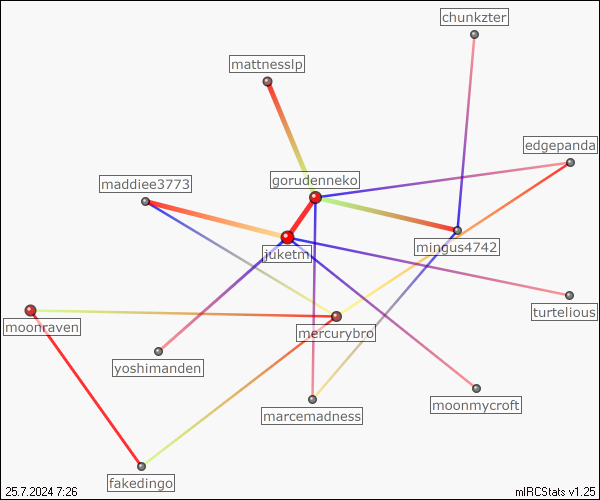 chunkzter
mattnesslp
edgepanda
gorudenneko
maddiee3773
mingus4742
juketm
turtelious
moonraven
mercurybro
yoshimanden
moonmycroft
marcemadness
fakedingo
25.7.2024 7:26
mIRCStats v1.25